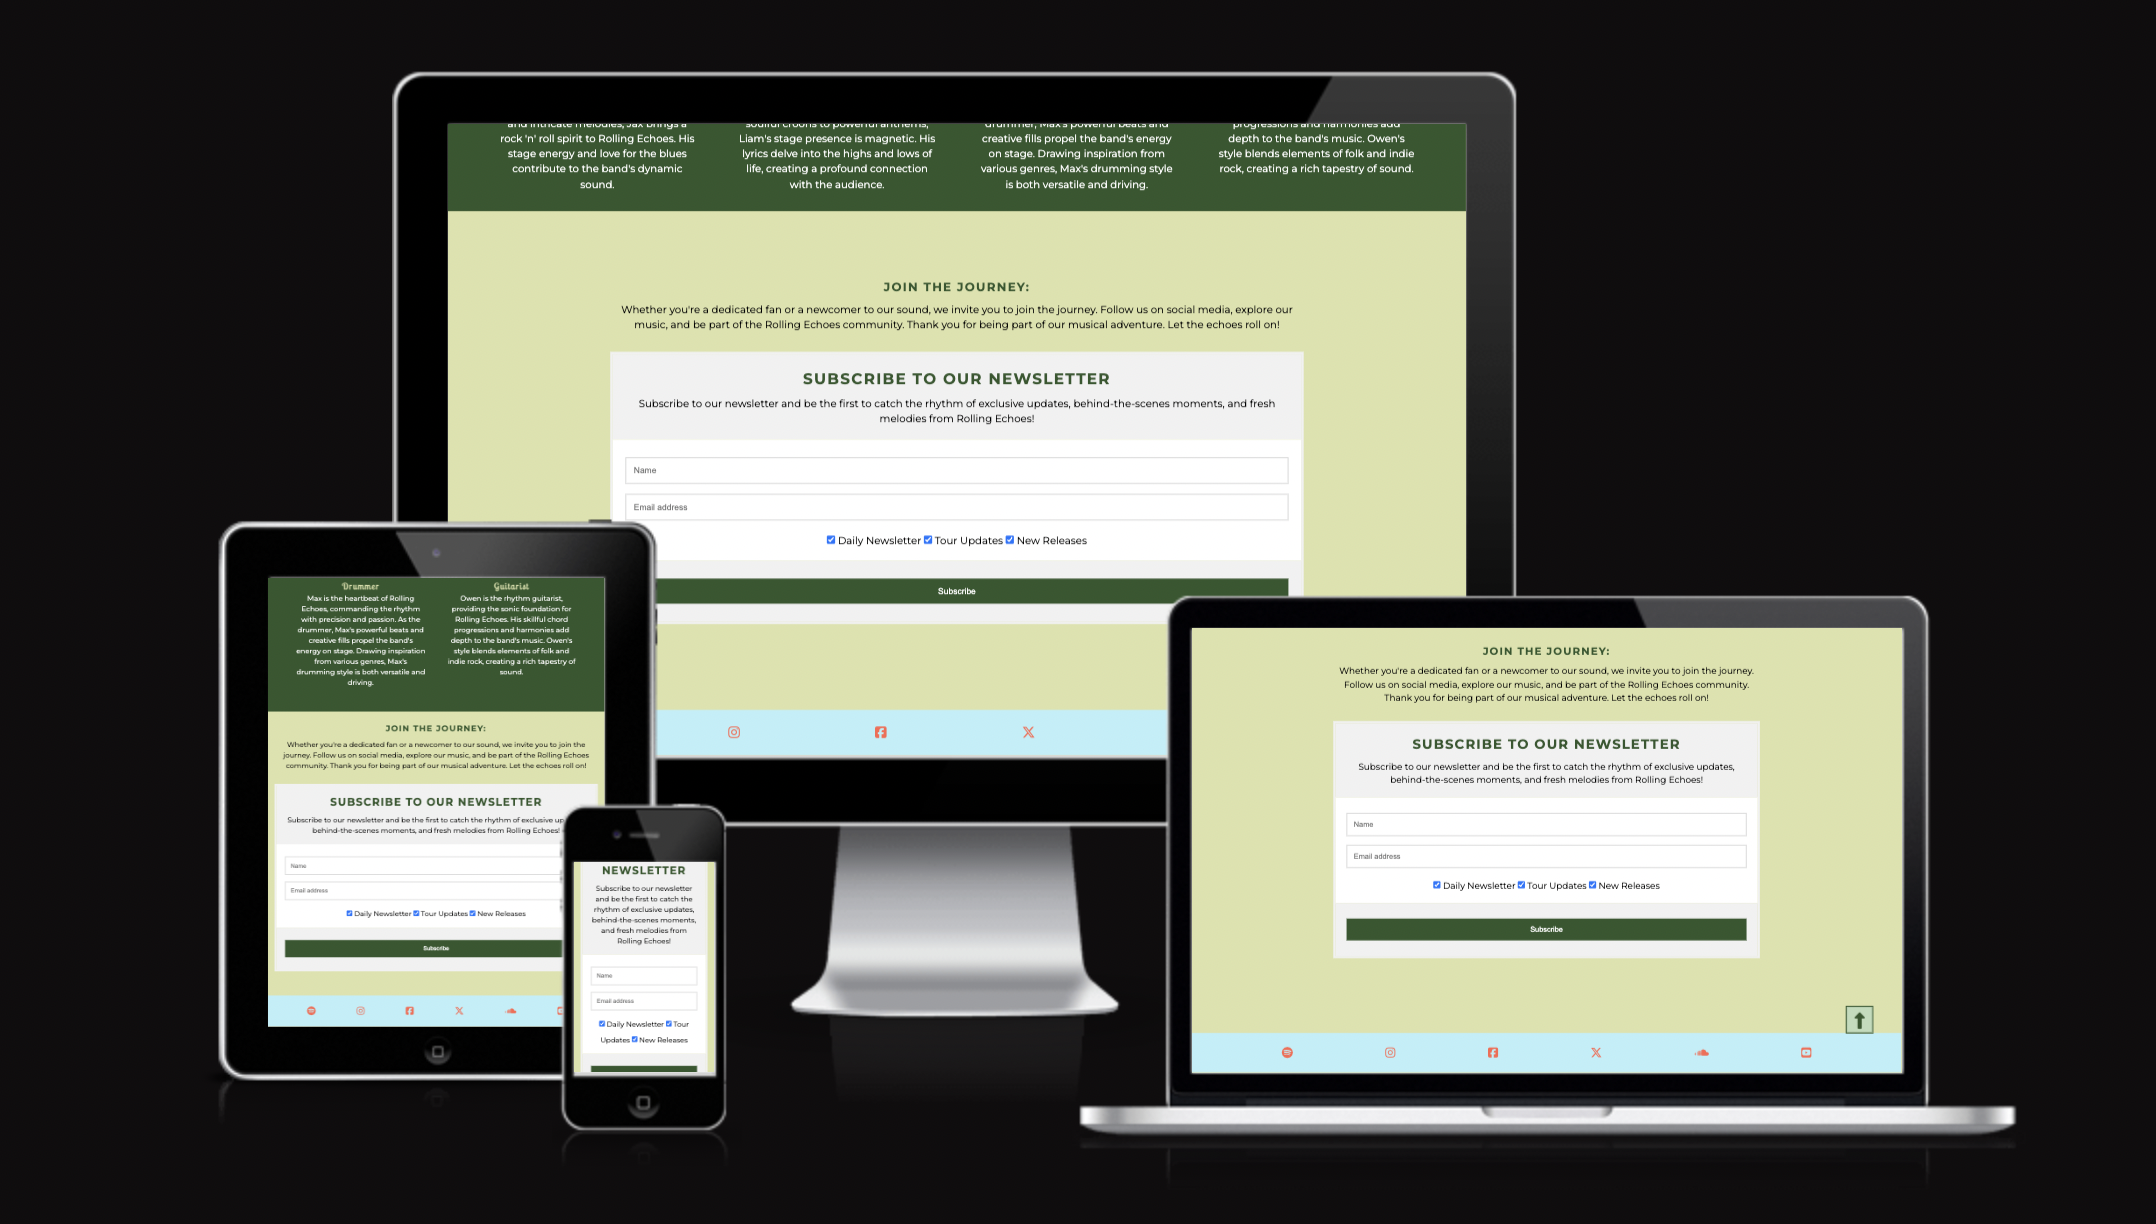 and intricate melodies, Jax brings a
rock 'n' roll spirit to Rolling Echoes. His
stage energy and love for the blues
contribute to the band's dynamic
sound.
soulful croons to powerful anthems,
Liam's stage presence is magnetic. His
lyrics delve into the highs and lows of
life, creating a profound connection
with the audience.
drummer, Max's powerful beats and
creative fills propel the band's energy
on stage. Drawing inspiration from
various genres, Max's drumming style
is both versatile and driving.
progressions and harmonies add
depth to the band's music. Owen's
style blends elements of folk and indie
rock, creating a rich tapestry of sound.
JOIN THE JOURNEY:
Whether you're a dedicated fan or a newcomer to our sound, we invite you to join the journey. Follow us on social media, explore our
music, and be part of the Rolling Echoes community. Thank you for being part of our musical adventure. Let the echoes roll on!
SUBSCRIBE TO OUR NEWSLETTER
Subscribe to our newsletter and be the first to catch the rhythm of exclusive updates, behind-the-scenes moments, and fresh
melodies from Rolling Echoes!
Name
Email address
Daily Newsletter Tour Updates New Releases
Subscribe
Drummer
Max is the heartbeat of Rolling
Echoes, commanding the rhythm
with precision and passion. As the
drummer, Max's powerful beats and
creative fills propel the band's
energy on stage. Drawing inspiration
from various genres, Max's
drumming style is both versatile and
driving.
Guitarist
Owen is the rhythm guitarist,
providing the sonic foundation for
Rolling Echoes. His skillful chord
progressions and harmonies add
depth to the band's music. Owen's
style blends elements of folk and
indie rock, creating a rich tapestry of
sound.
JOIN THE JOURNEY:
Whether you're a dedicated fan or a newcomer to our sound, we invite you to join the
journey. Follow us on social media, explore our music, and be part of the Rolling Echoes
community. Thank you for being part of our musical adventure. Let the echoes roll on!
SUBSCRIBE TO OUR NEWSLETTER
Subscribe to our newsletter and be the first to catch the rhythm of exclusive up
behind-the-scenes moments, and fresh melodies from Rolling Echoes!
Name
Email address
Daily Newsletter Tour Updates New Releases
Subscribe
NEWSLETTER
Subscribe to our newsletter
and be the first to catch the
rhythm of exclusive updates,
behind-the-scenes moments,
and fresh melodies from
Rolling Echoes!
Name
Email address
Daily Newsletter Tour
Updates New Releases
JOIN THE JOURNEY:
Whether you're a dedicated fan or a newcomer to our sound, we invite you to join the journey.
Follow us on social media, explore our music, and be part of the Rolling Echoes community.
Thank you for being part of our musical adventure. Let the echoes roll on!
SUBSCRIBE TO OUR NEWSLETTER
Subscribe to our newsletter and be the first to catch the rhythm of exclusive updates,
behind-the-scenes moments, and fresh melodies from Rolling Echoes!
Name
Email address
Daily Newsletter Tour Updates New Releases
Subscribe